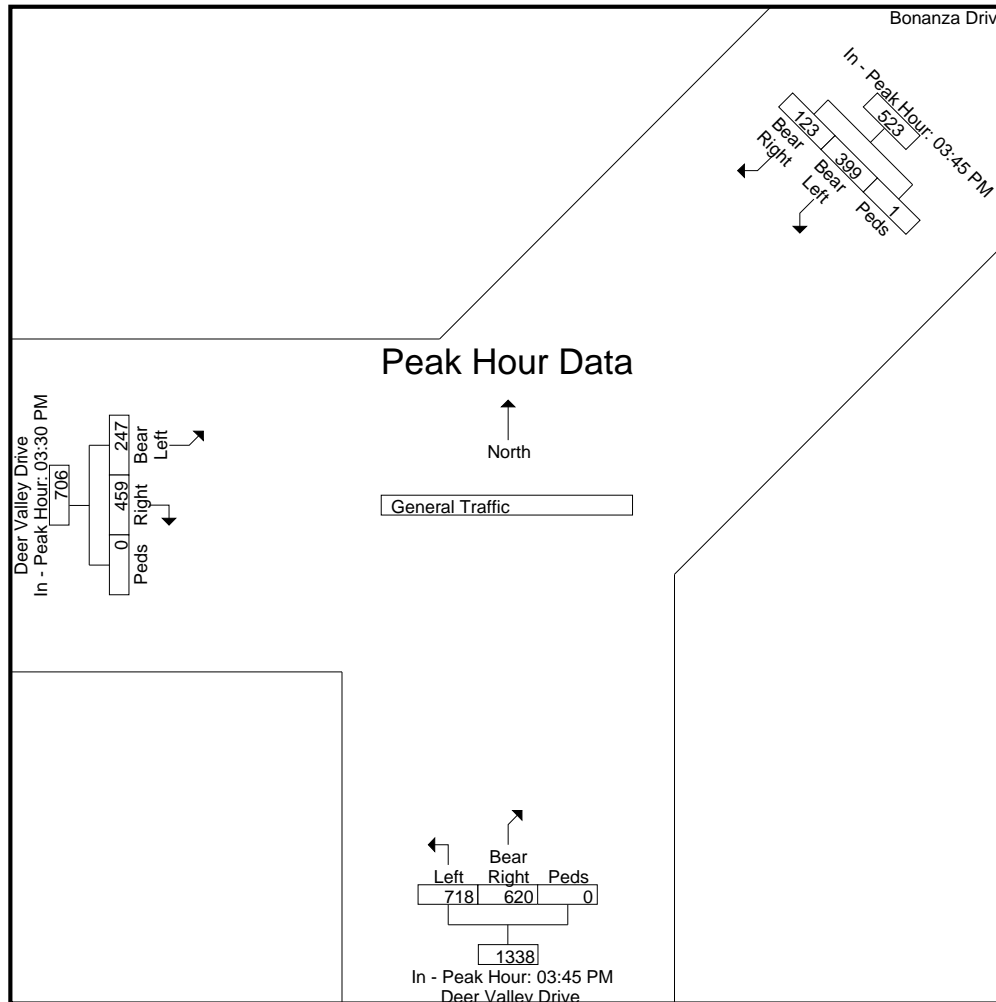 Bonanza Driv
In - Peak Hour: 03:45 PM
523
123 399 1
Bear
Right
Bear
Left
Peds
Peak Hour Data
North
General Traffic
Deer Valley Drive
In - Peak Hour: 03:30 PM
706
247
459
0
Bear
Left
Right
Peds
Bear
Left Right Peds
718 620 0
1338
In - Peak Hour: 03:45 PM
Deer Valley Drive